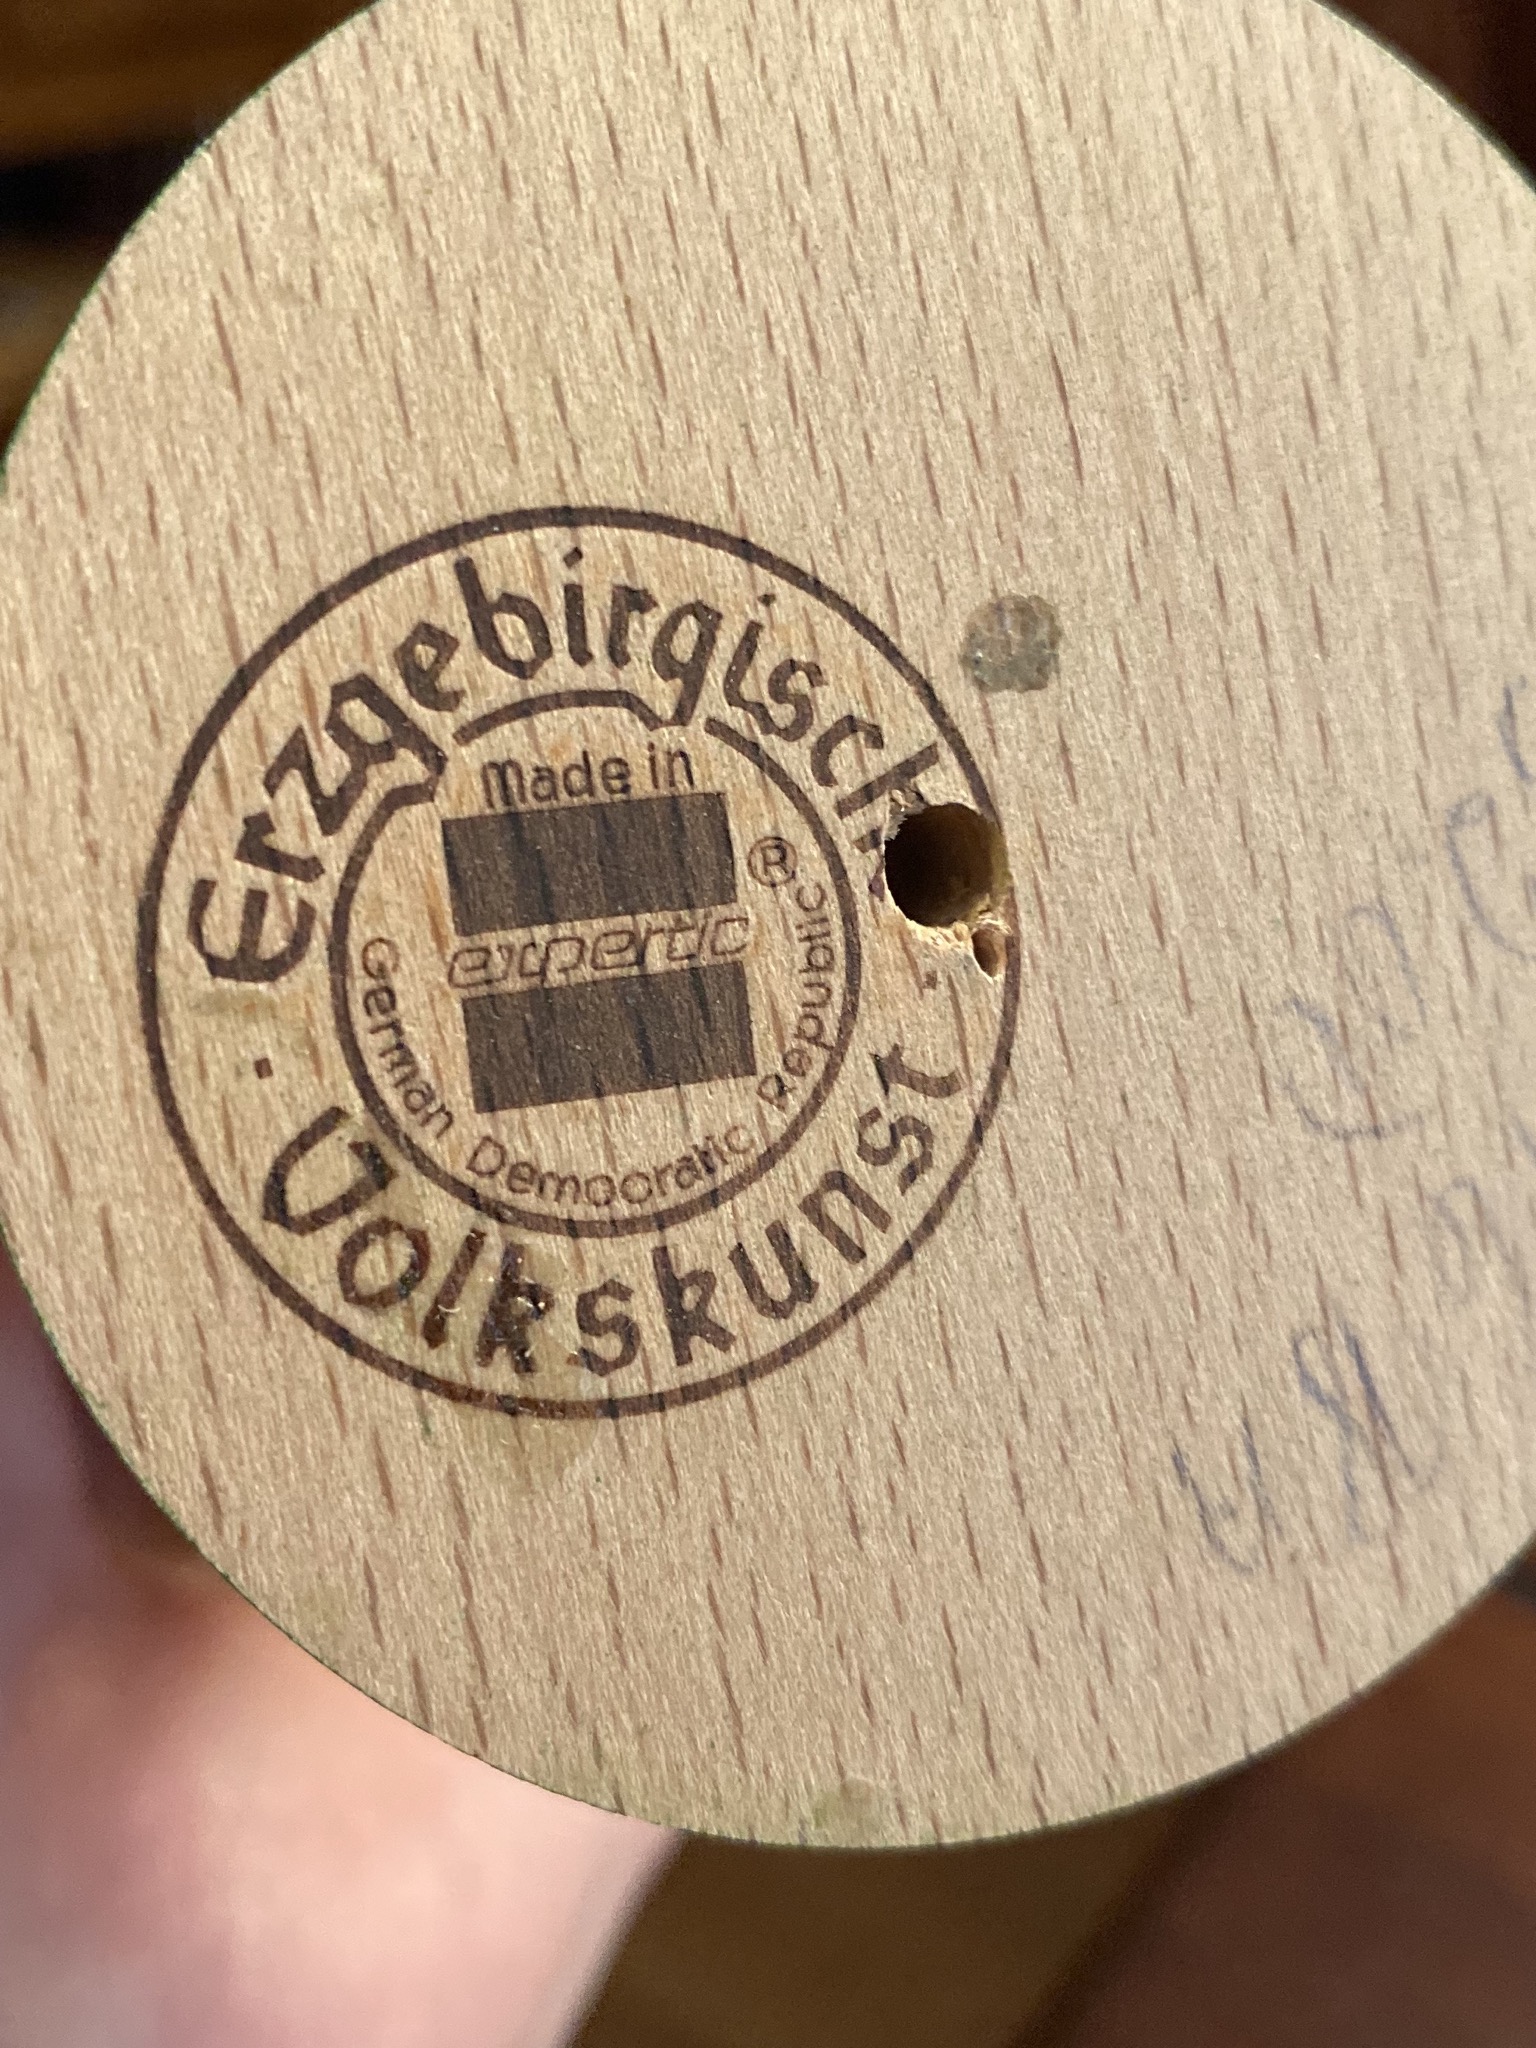 Erzgebirgische
Made in
expertic ®
German Democratic Republic
· Volkskunst ·